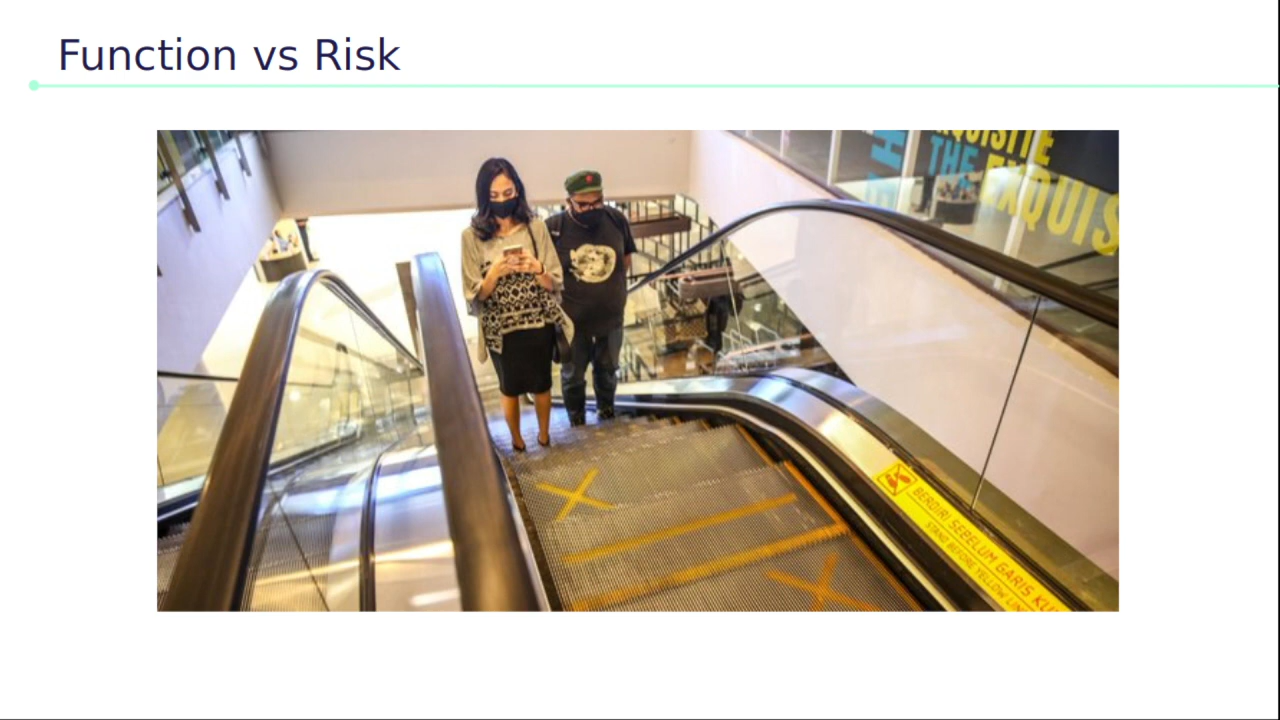 Function vs Risk
THE EXQUIS
BERDIRI SEBELUM GARIS KU
STAND BEFORE YELLOW LIN